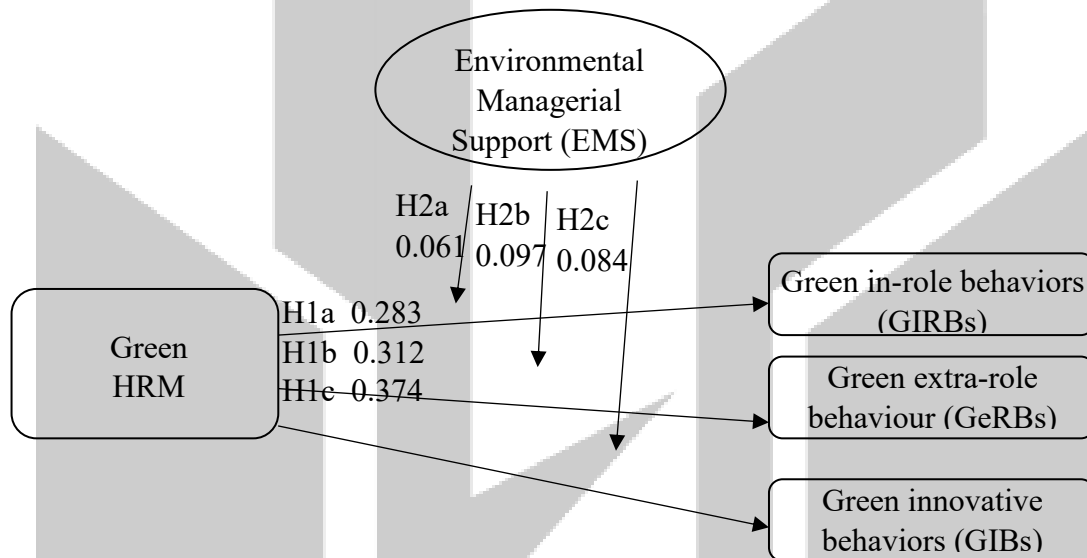 Environmental
Managerial
Support (EMS)
H2a
0.061
H2b
0.097
H2c
0.084
Green
HRM
H1a 0.283
H1b 0.312
H1c 0.374
Green in-role behaviors
(GIRBs)
Green extra-role
behaviour (GeRBs)
Green innovative
behaviors (GIBs)